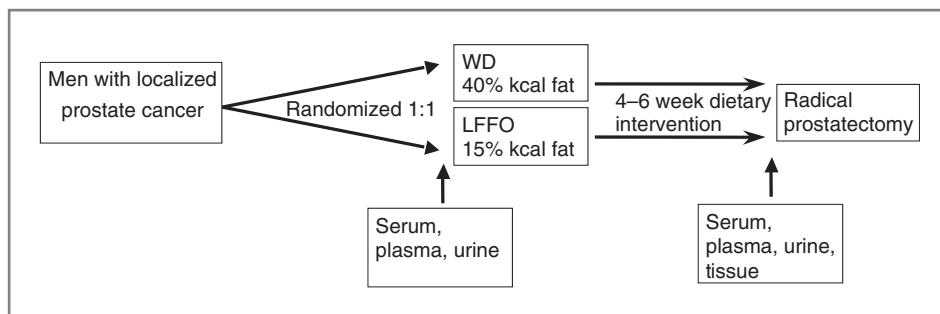 Men with localized
prostate cancer
Randomized 1:1
WD
40% kcal fat
LFFO
15% kcal fat
4–6 week dietary
intervention
Radical
prostatectomy
Serum,
plasma, urine
Serum,
plasma, urine,
tissue